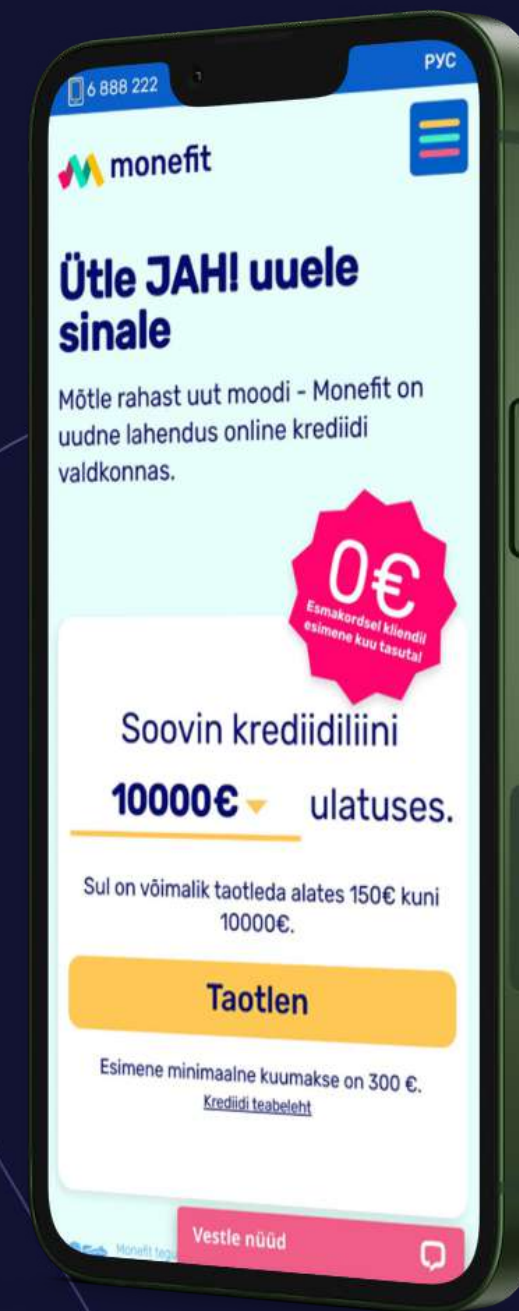 6 888 222
РУС
monefit
Ütle JAH! uuele
sinale
Mõtle rahast uut moodi - Monefit on
uudne lahendus online krediidi
valdkonnas.
0€
Esmakordsel kliendil
esimene kuu tasuta!
Soovin krediidiliini
10000€ ulatuses.
Sul on võimalik taotleda alates 150€ kuni
10000€.
Taotlen
Esimene minimaalne kuumakse on 300 €.
Krediidi teabeleht
Monefit
Vestle nüüd